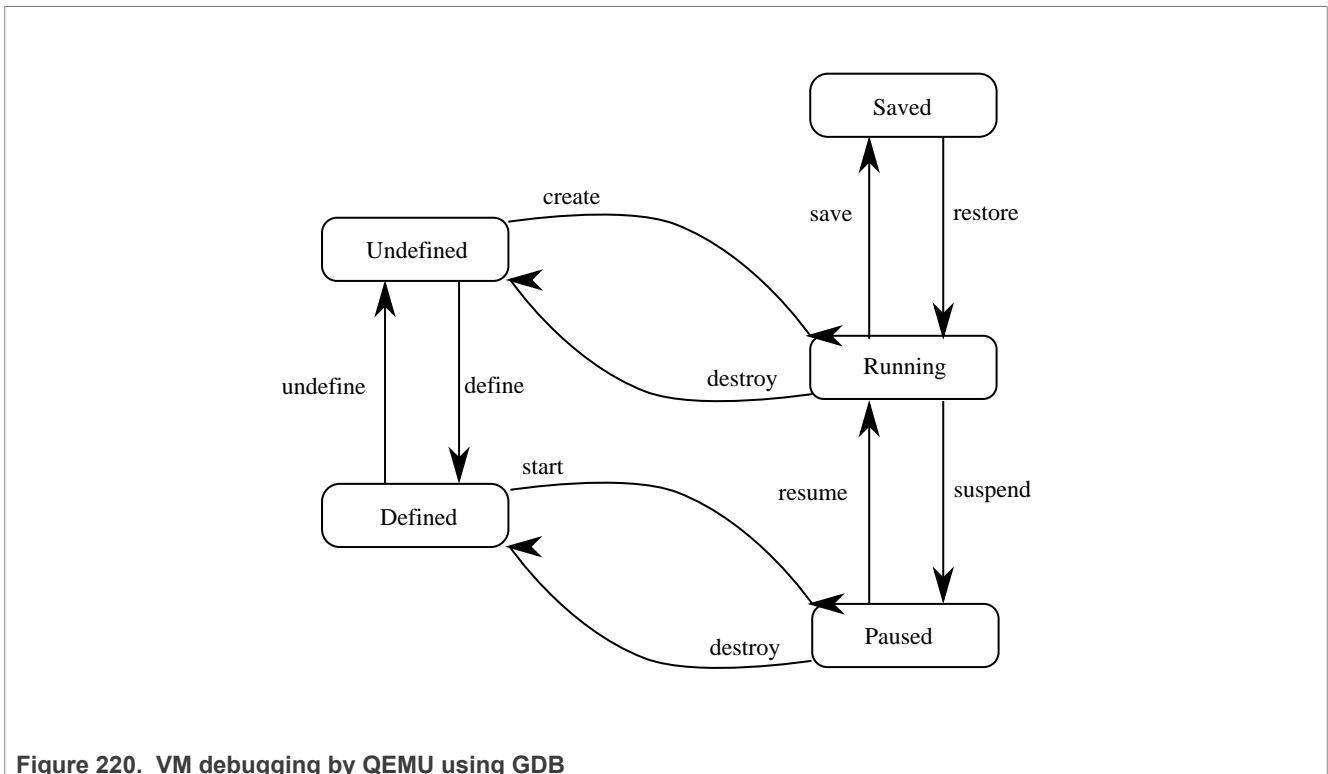 Saved
create
save
restore
Undefined
Running
destroy
undefine
define
start
resume
suspend
Defined
Paused
destroy
Figure 220. VM debugging by QEMU using GDB